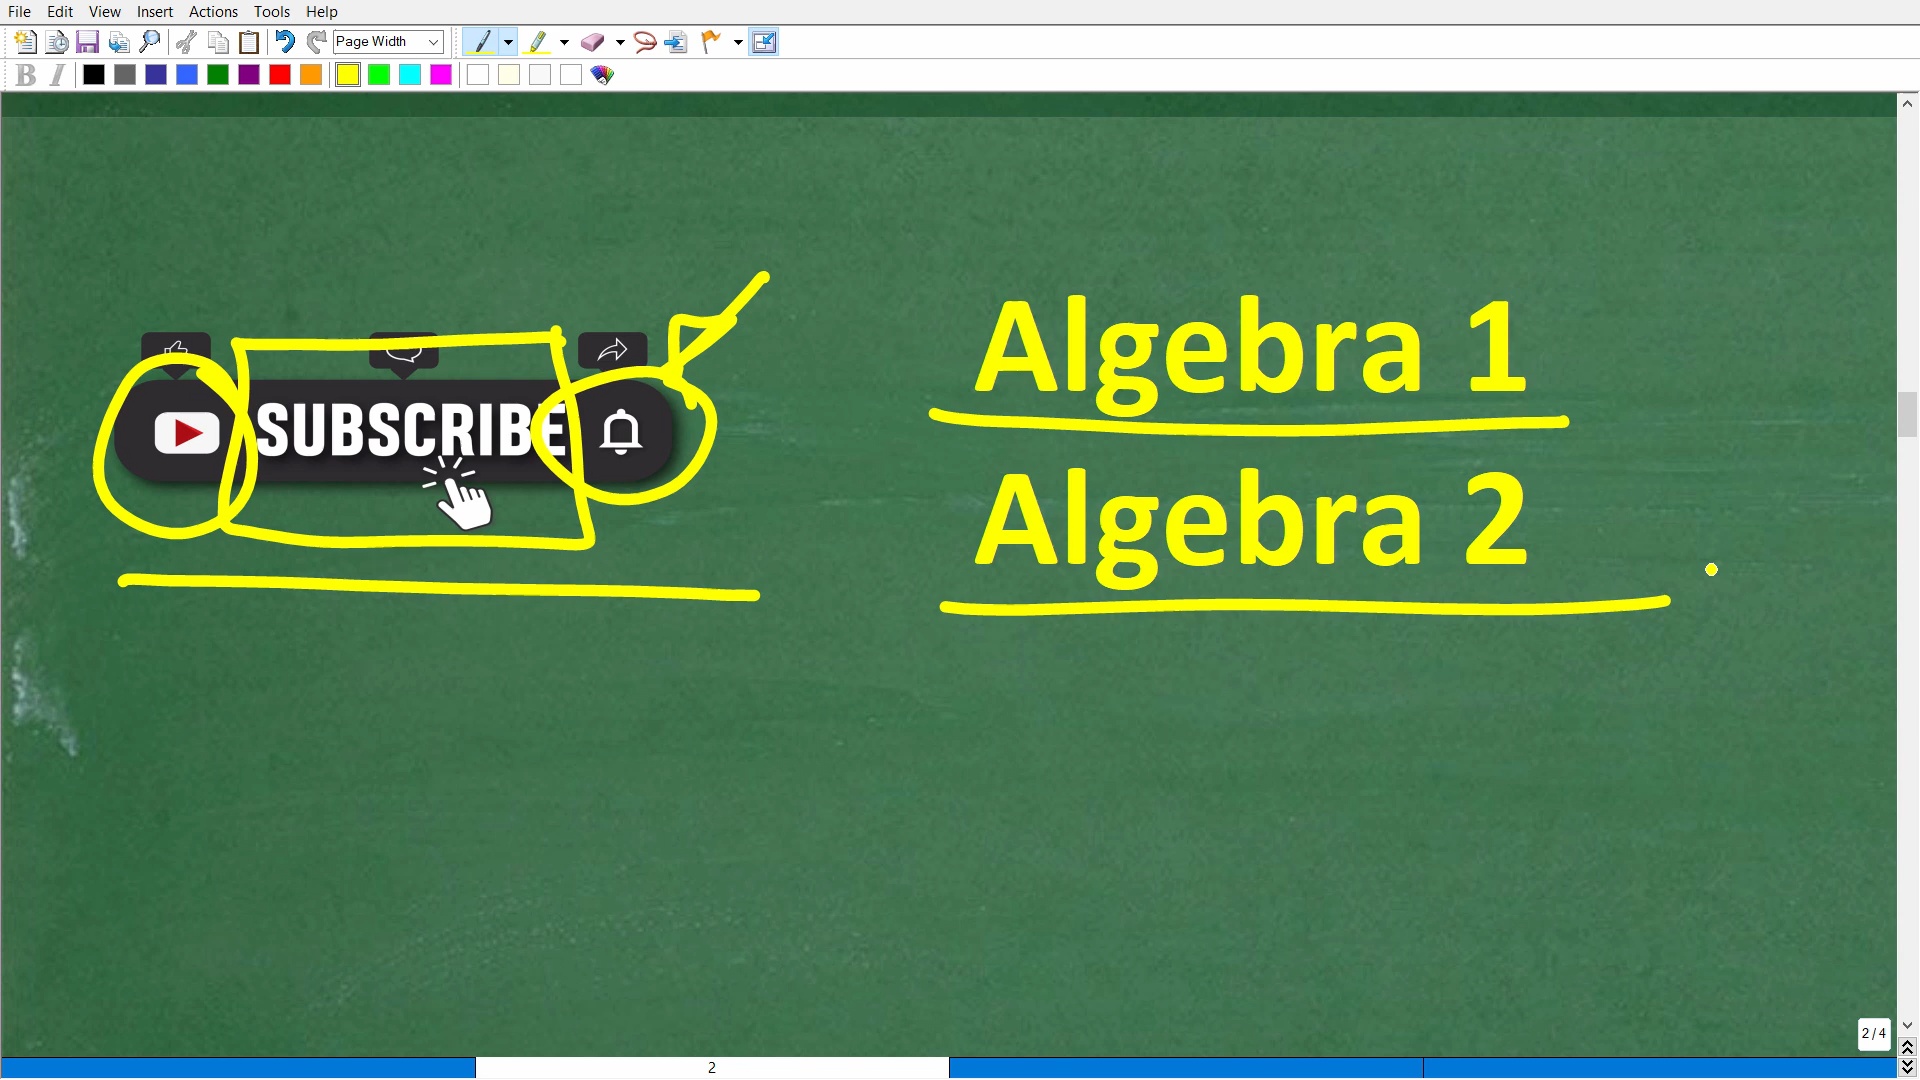 File Edit View Insert Actions Tools Help
Page Width
B I
SUBSCRIBE
Algebra 1
Algebra 2
2 / 4
2